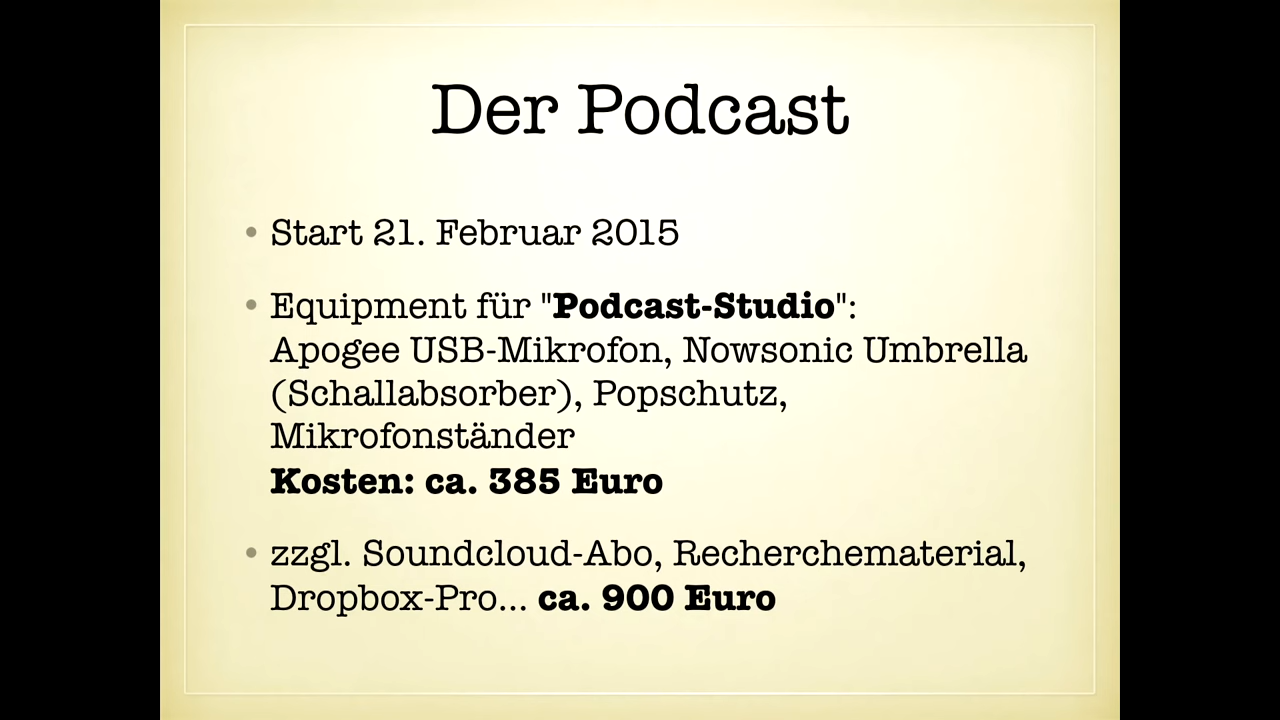 Der Podcast
• Start 21. Februar 2015
• Equipment für "Podcast-Studio":
Apogee USB-Mikrofon, Nowsonic Umbrella
(Schallabsorber), Popschutz,
Mikrofonständer
Kosten: ca. 385 Euro
• zzgl. Soundcloud-Abo, Recherchematerial,
Dropbox-Pro... ca. 900 Euro